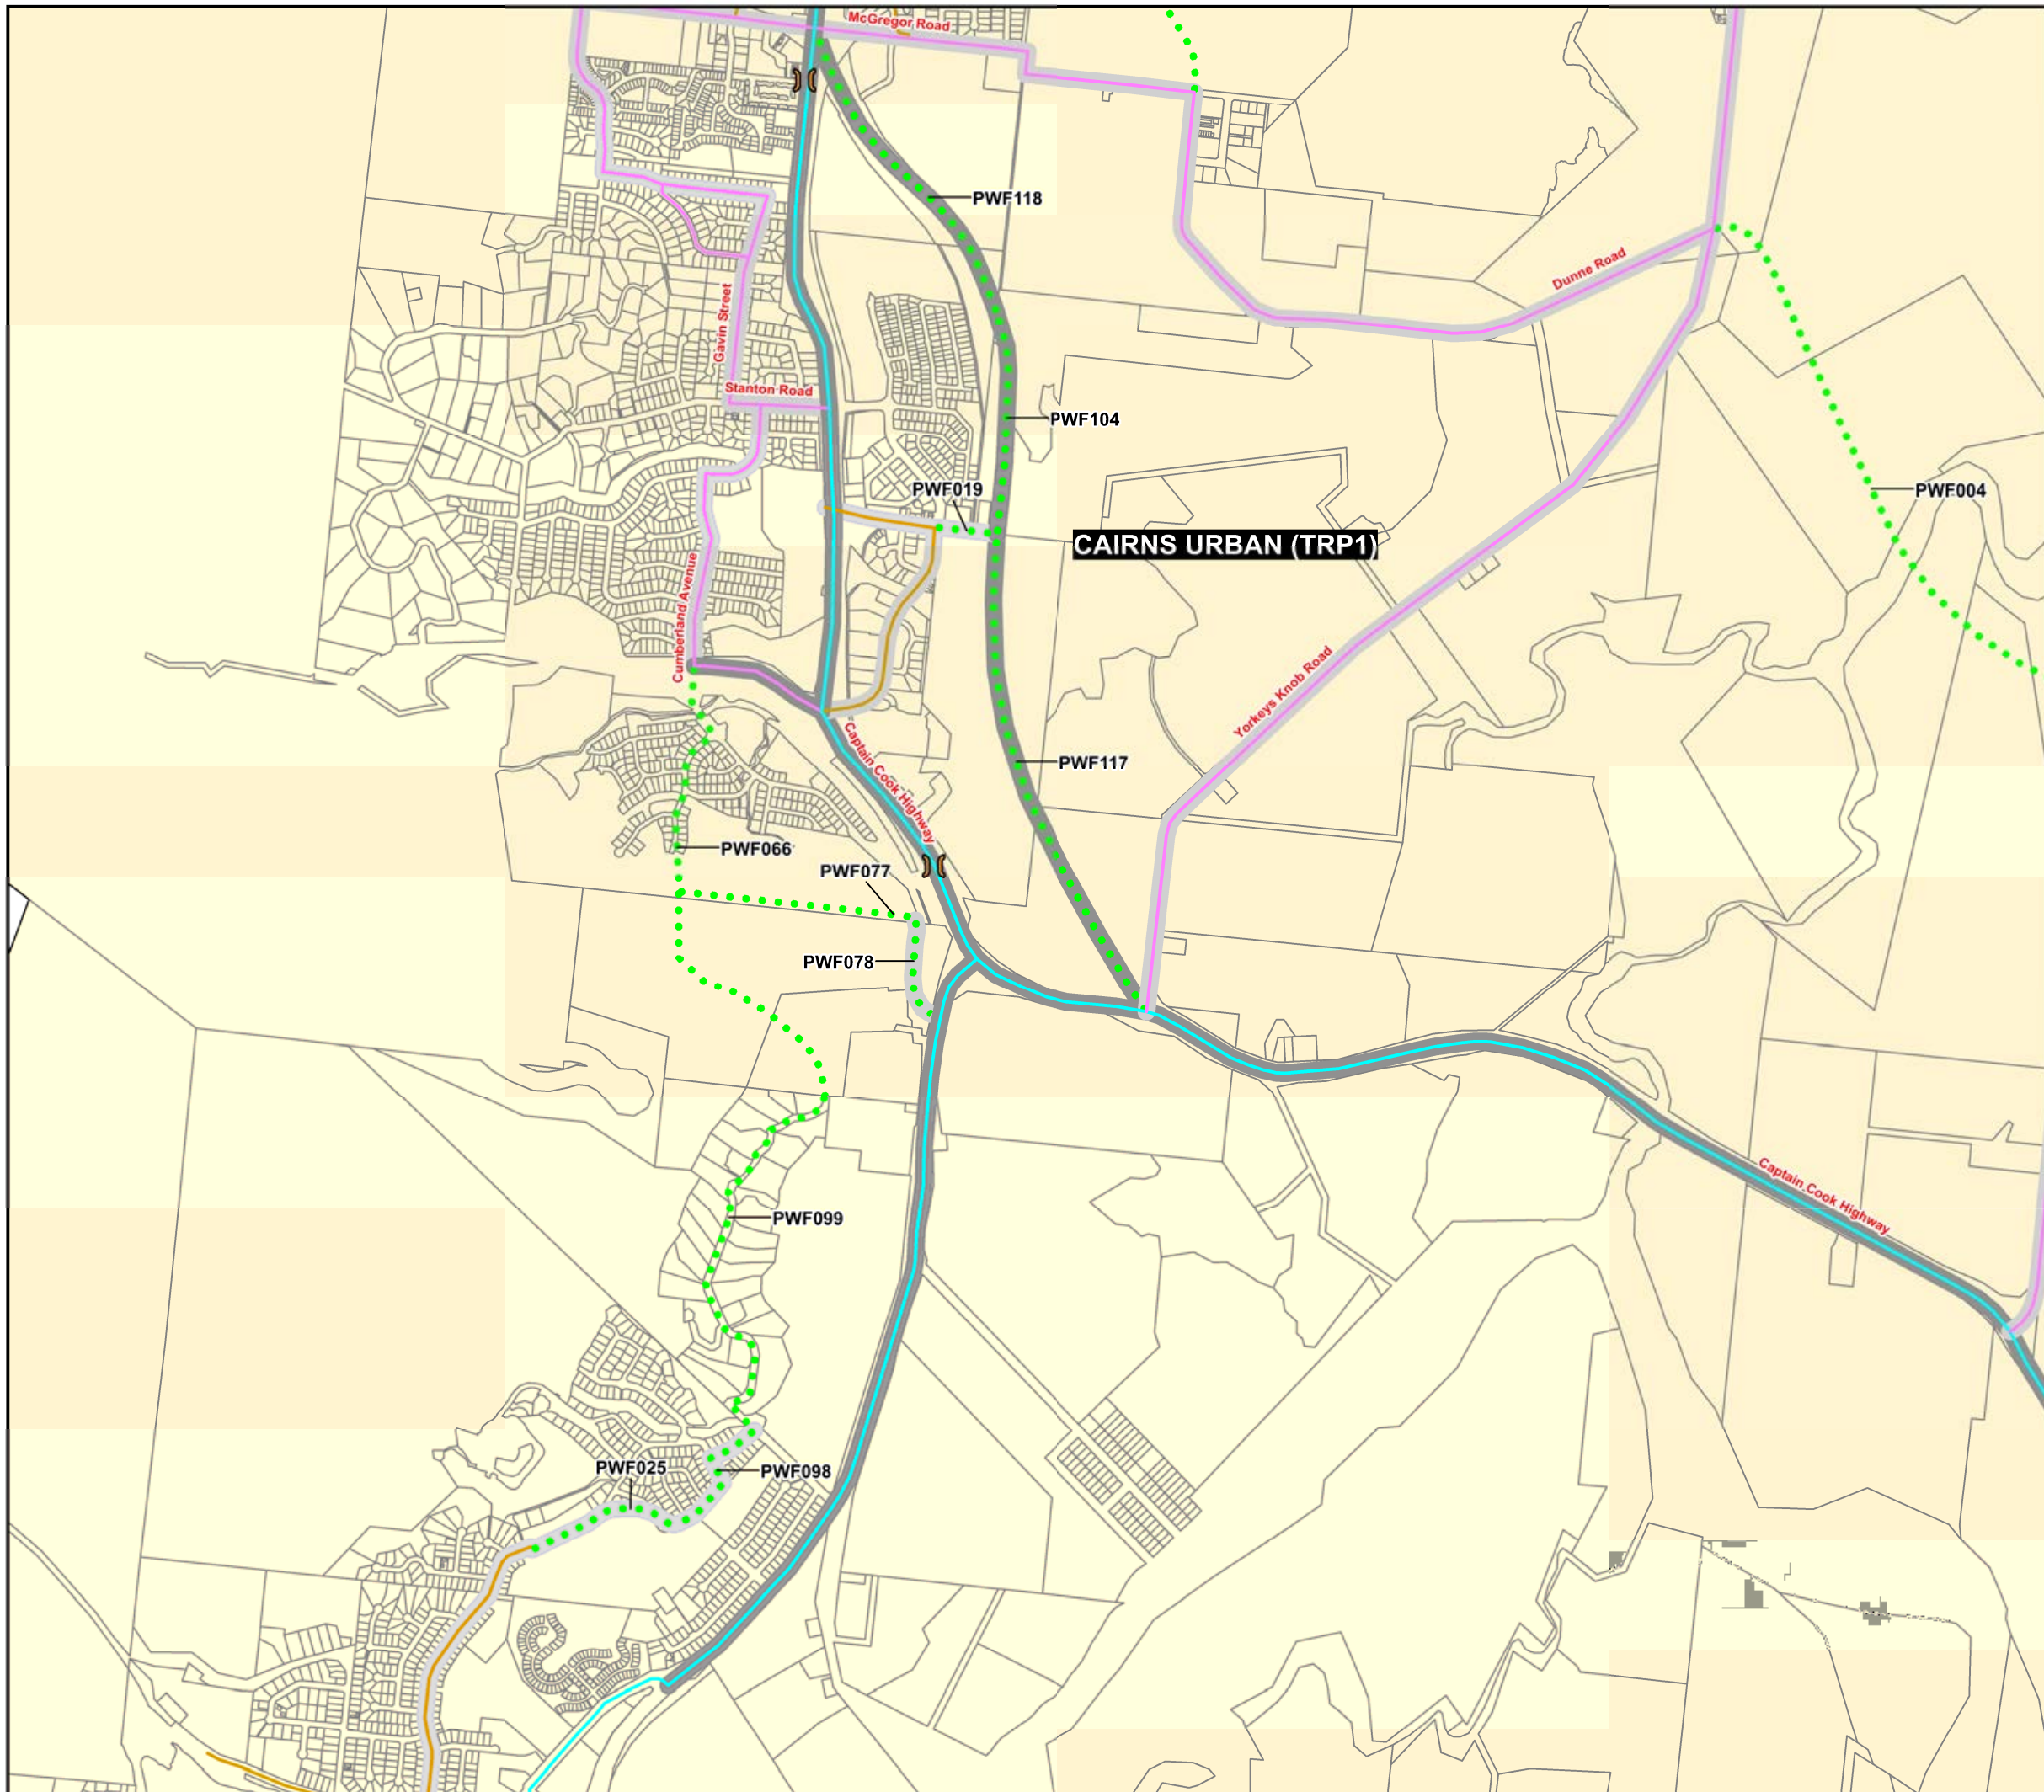 McGregor Road
PWF118
Dunne Road
Gavin Street
Stanton Road
PWF104
PWF019
PWF004
CAIRNS URBAN (TRP1)
Cumberland Avenue
Yorkeys Knob Road
Captain Cook Highway
PWF117
PWF066
PWF077
PWF078
Captain Cook Highway
PWF099
PWF025
PWF098